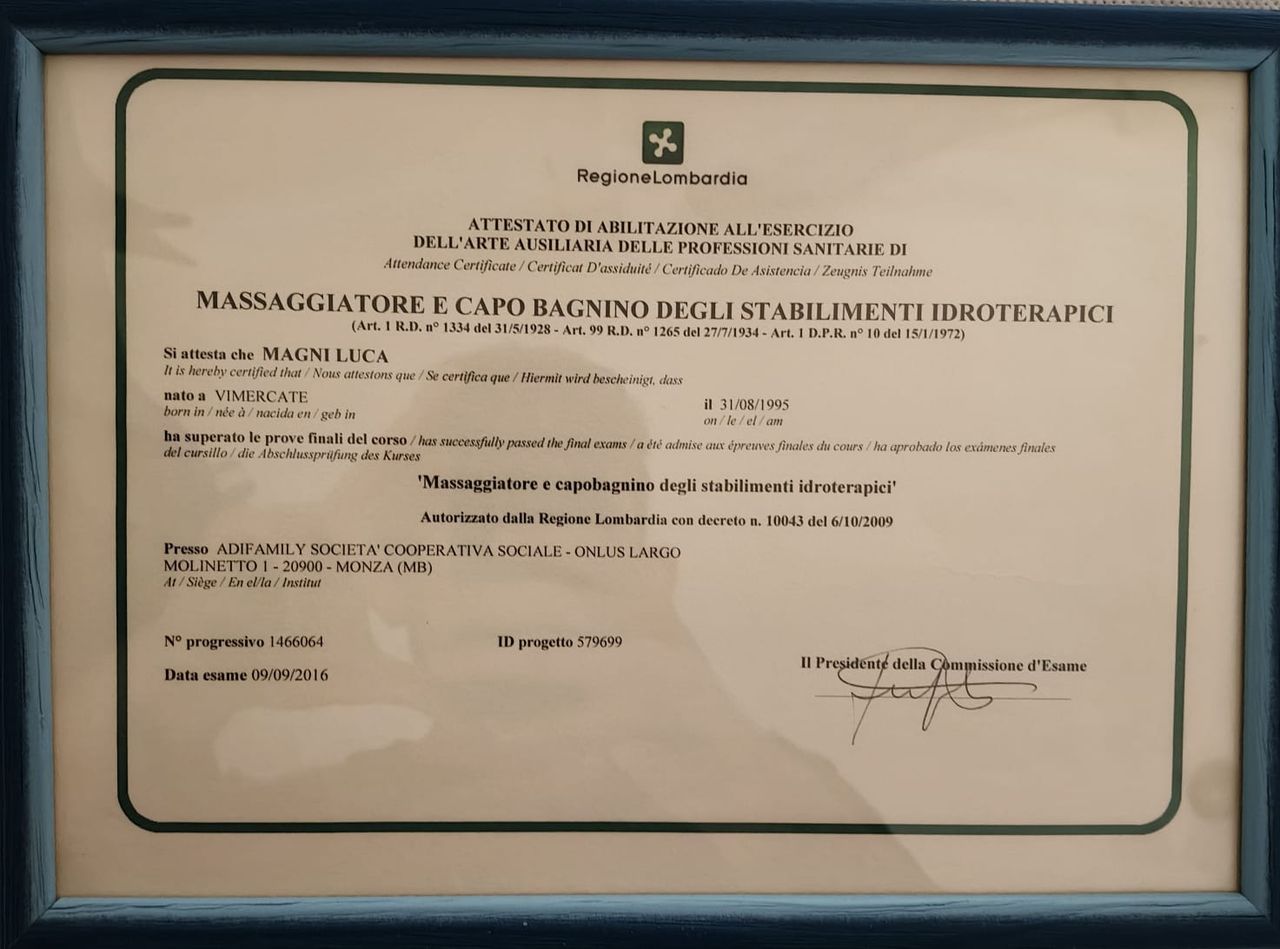 RegioneLombardia
ATTESTATO DI ABILITAZIONE ALL'ESERCIZIO
DELL'ARTE AUSILIARIA DELLE PROFESSIONI SANITARIE DI
Attendance Certificate / Certificat D'assiduité / Certificado De Asistencia / Zeugnis Teilnahme
MASSAGGIATORE E CAPO BAGNINO DEGLI STABILIMENTI IDROTERAPICI
(Art. 1 R.D. n° 1334 del 31/5/1928 - Art. 99 R.D. n° 1265 del 27/7/1934 - Art. 1 D.P.R. n° 10 del 15/1/1972)
Si attesta che MAGNI LUCA
It is hereby certified that / Nous attestons que / Se certifica que / Hiermit wird bescheinigt, dass
nato a VIMERCATE il 31/08/1995
born in / née à / nacida en / geb in on / le / el / am
ha superato le prove finali del corso / has successfully passed the final exams / a été admise aux épreuves finales du cours / ha aprobado los exámenes finales
del cursillo / die Abschlussprüfung des Kurses
'Massaggiatore e capobagnino degli stabilimenti idroterapici'
Autorizzato dalla Regione Lombardia con decreto n. 10043 del 6/10/2009
Presso ADIFAMILY SOCIETA' COOPERATIVA SOCIALE - ONLUS LARGO
MOLINETTO 1 - 20900 - MONZA (MB)
At / Siège / En el/la / Institut
N° progressivo 1466064 ID progetto 579699
Data esame 09/09/2016
Il Presidente della Commissione d'Esame